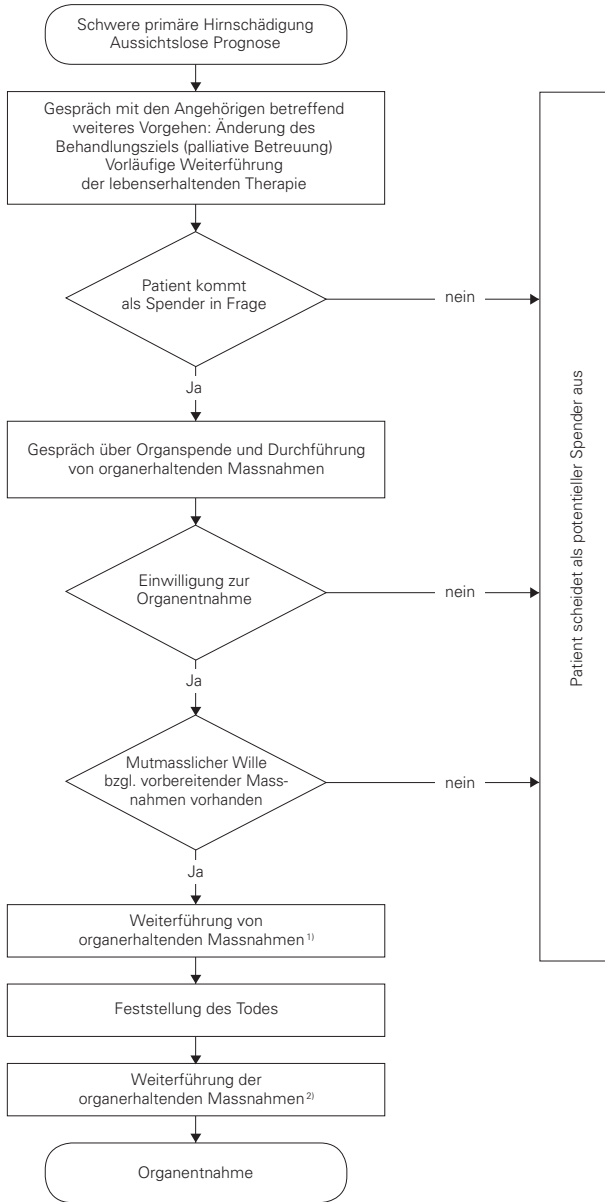 Schwere primäre Hirnschädigung
Aussichtslose Prognose
Gespräch mit den Angehörigen betreffend
weiteres Vorgehen: Änderung des
Behandlungsziels (palliative Betreuung)
Vorläufige Weiterführung
der lebenserhaltenden Therapie
Patient kommt
als Spender in Frage
nein
Ja
Gespräch über Organspende und Durchführung
von organerhaltenden Massnahmen
Einwilligung zur
Organentnahme
nein
Ja
Mutmasslicher Wille
bzgl. vorbereitender Mass-
nahmen vorhanden
nein
Ja
Weiterführung von
organerhaltenden Massnahmen 1)
Feststellung des Todes
Weiterführung der
organerhaltenden Massnahmen 2)
Organentnahme
Patient scheidet als potentieller Spender aus